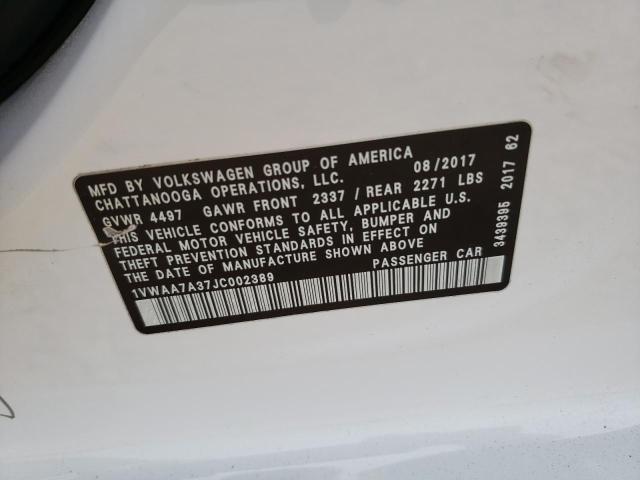 MFD BY VOLKSWAGEN GROUP OF AMERICA
CHATTANOOGA OPERATIONS, LLC. 08/2017
GVWR 4497 GAWR FRONT 2337 / REAR 2271 LBS
THIS VEHICLE CONFORMS TO ALL APPLICABLE U.S.
FEDERAL MOTOR VEHICLE SAFETY, BUMPER AND
THEFT PREVENTION STANDARDS IN EFFECT ON
THE DATE OF MANUFACTURE SHOWN ABOVE
1VWAA7A37JC002389 PASSENGER CAR
3439395 2017 62